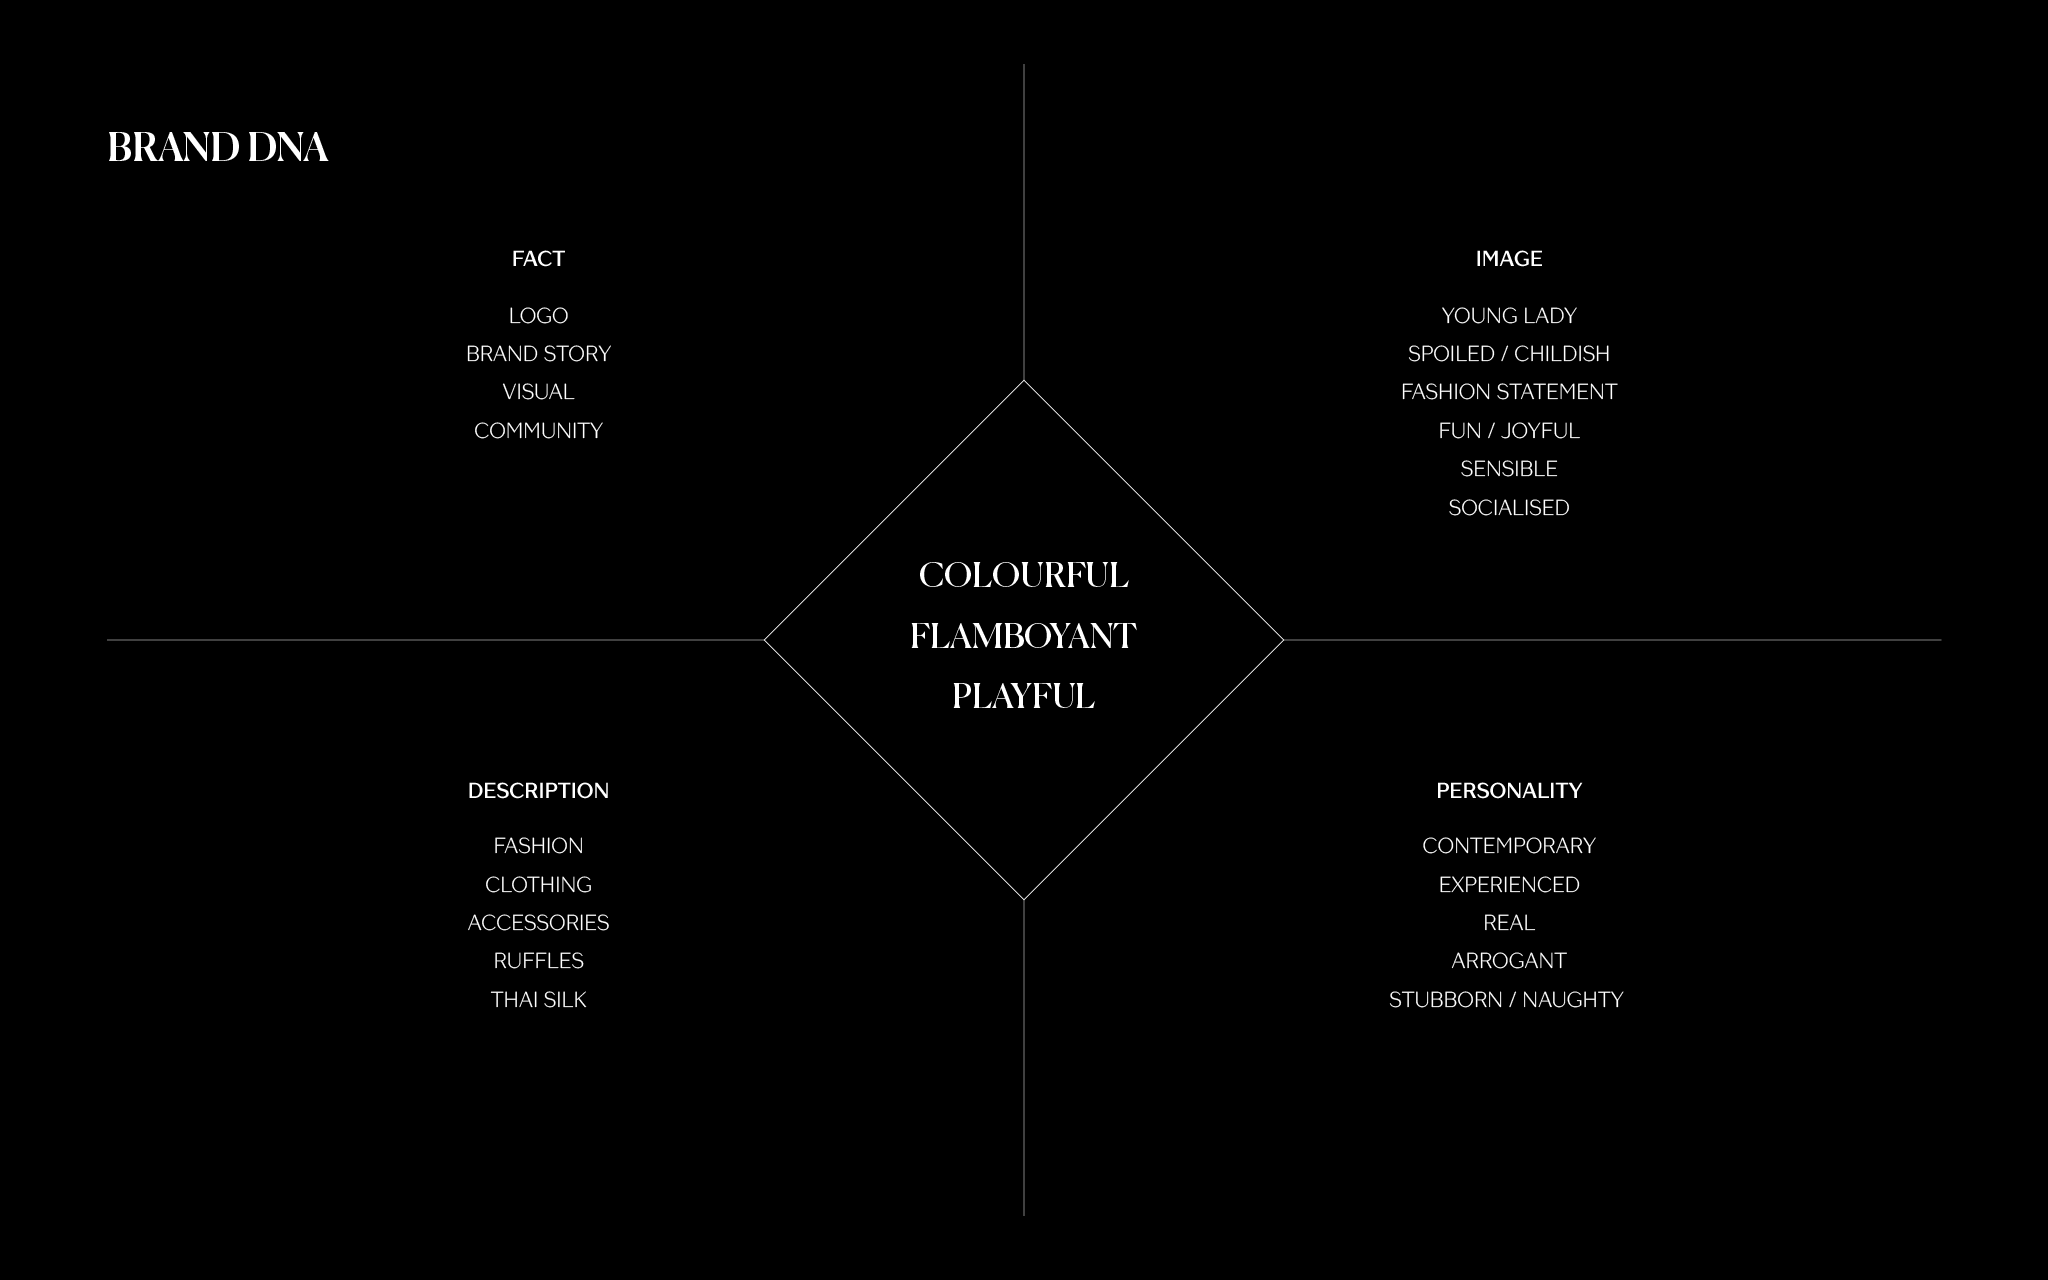 BRAND DNA
FACT
LOGO
BRAND STORY
VISUAL
COMMUNITY
IMAGE
YOUNG LADY
SPOILED / CHILDISH
FASHION STATEMENT
FUN / JOYFUL
SENSIBLE
SOCIALISED
COLOURFUL
FLAMBOYANT
PLAYFUL
DESCRIPTION
FASHION
CLOTHING
ACCESSORIES
RUFFLES
THAI SILK
PERSONALITY
CONTEMPORARY
EXPERIENCED
REAL
ARROGANT
STUBBORN / NAUGHTY